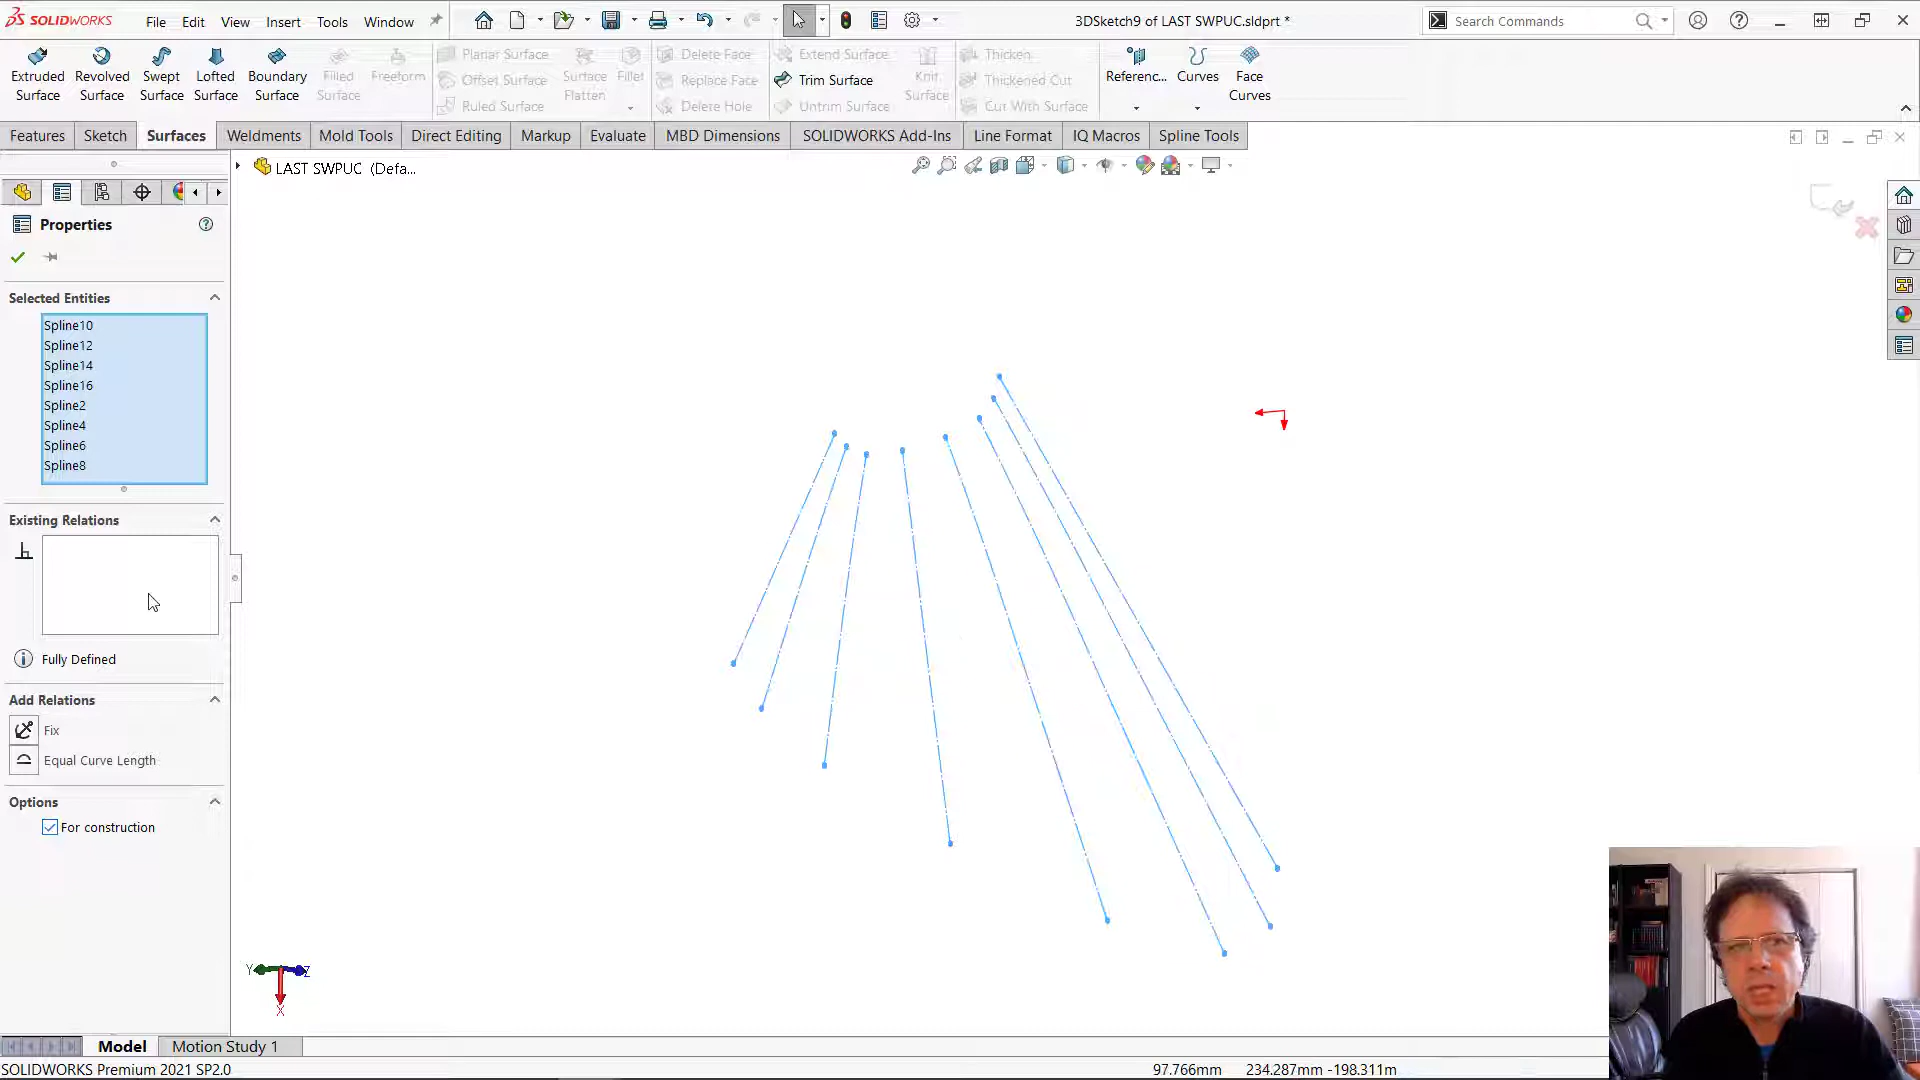 SOLIDWORKS
File
Edit
View
Insert
Tools
Window
3DSketch9 of LAST SWPUC.sldprt *
Search Commands
Extruded
Surface
Revolved
Surface
Swept
Surface
Lofted
Surface
Boundary
Surface
Filled
Surface
Freeform
Planar Surface
Offset Surface
Ruled Surface
Surface
Flatten
Fillet
Delete Face
Replace Face
Delete Hole
Extend Surface
Trim Surface
Untrim Surface
Knit
Surface
Thicken
Thickened Cut
Cut With Surface
Referenc...
Curves
Face
Curves
Features
Sketch
Surfaces
Weldments
Mold Tools
Direct Editing
Markup
Evaluate
MBD Dimensions
SOLIDWORKS Add-Ins
Line Format
IQ Macros
Spline Tools
LAST SWPUC (Defa...
Properties
Selected Entities
Spline10
Spline12
Spline14
Spline16
Spline2
Spline4
Spline6
Spline8
Existing Relations
Fully Defined
Add Relations
Fix
Equal Curve Length
Options
For construction
Y
Z
X
Model
Motion Study 1
SOLIDWORKS Premium 2021 SP2.0
97.766mm
234.287mm -198.311m